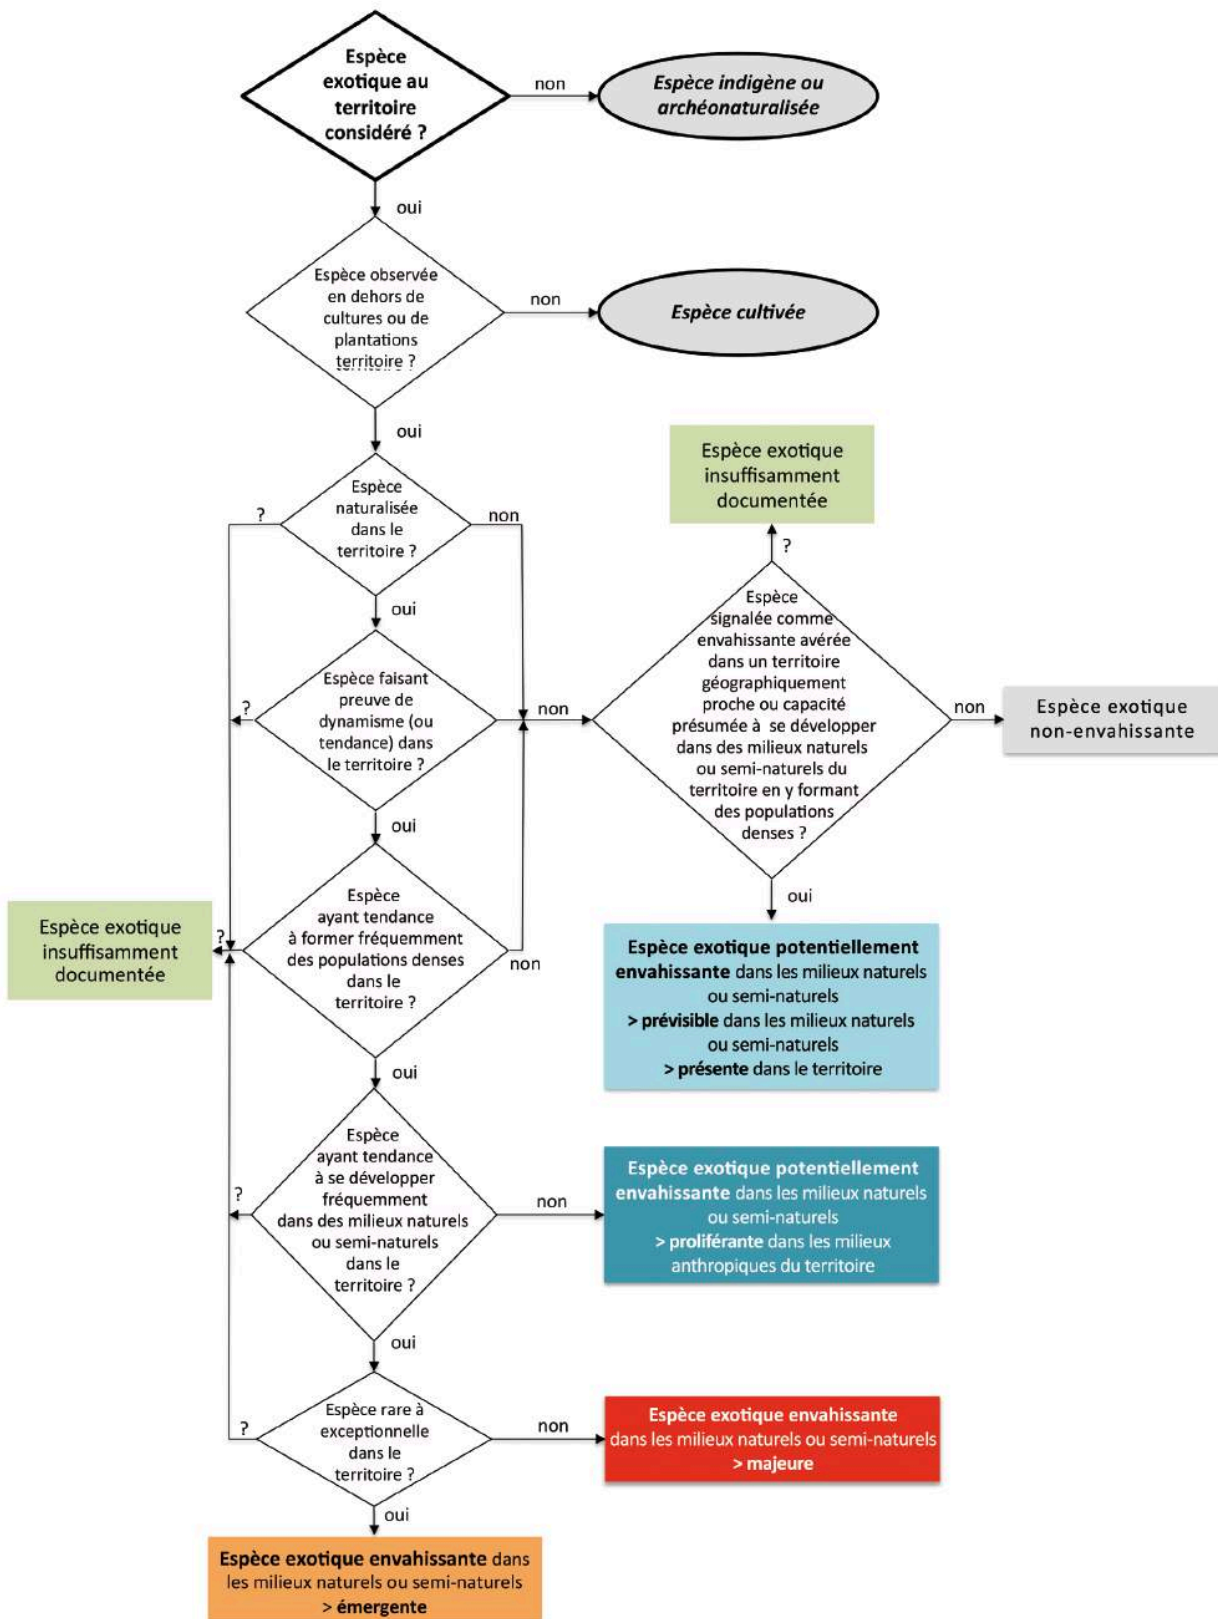 Espèce
exotique au
territoire
considéré ?
non
Espèce indigène ou
archéonaturalisée
oui
Espèce observée
en dehors de
cultures ou de
plantations
territoire ?
non
Espèce cultivée
oui
Espèce
naturalisée
dans le
territoire ?
?
non
Espèce exotique
insuffisamment
documentée
?
oui
Espèce faisant
preuve de
dynamisme (ou
tendance) dans
le territoire ?
?
non
Espèce
signalée comme
envahissante avérée
dans un territoire
géographiquement
proche ou capacité
présumée à se développer
dans des milieux naturels
ou semi-naturels du
territoire en y formant
des populations
denses ?
non
Espèce exotique
non-envahissante
oui
Espèce
ayant tendance
à former fréquemment
des populations denses
dans le
territoire ?
?
non
Espèce exotique
insuffisamment
documentée
oui
Espèce exotique potentiellement
envahissante dans les milieux naturels
ou semi-naturels
> prévisible dans les milieux naturels
ou semi-naturels
> présente dans le territoire
oui
Espèce
ayant tendance
à se développer
fréquemment
dans des milieux naturels
ou semi-naturels
dans le
territoire ?
?
non
Espèce exotique potentiellement
envahissante dans les milieux naturels
ou semi-naturels
> proliférante dans les milieux
anthropiques du territoire
oui
Espèce rare à
exceptionnelle
dans le
territoire ?
?
non
Espèce exotique envahissante
dans les milieux naturels ou semi-naturels
> majeure
oui
Espèce exotique envahissante dans
les milieux naturels ou semi-naturels
> émergente